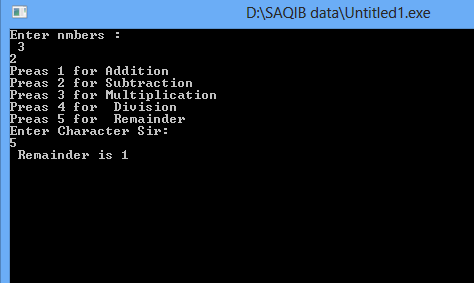 D:\SAQIB data\Untitled1.exe
Enter nmbers :
3
2
Preas 1 for Addition
Preas 2 for Subtraction
Preas 3 for Multiplication
Preas 4 for  Division
Preas 5 for  Remainder
Enter Character Sir:
5
Remainder is 1